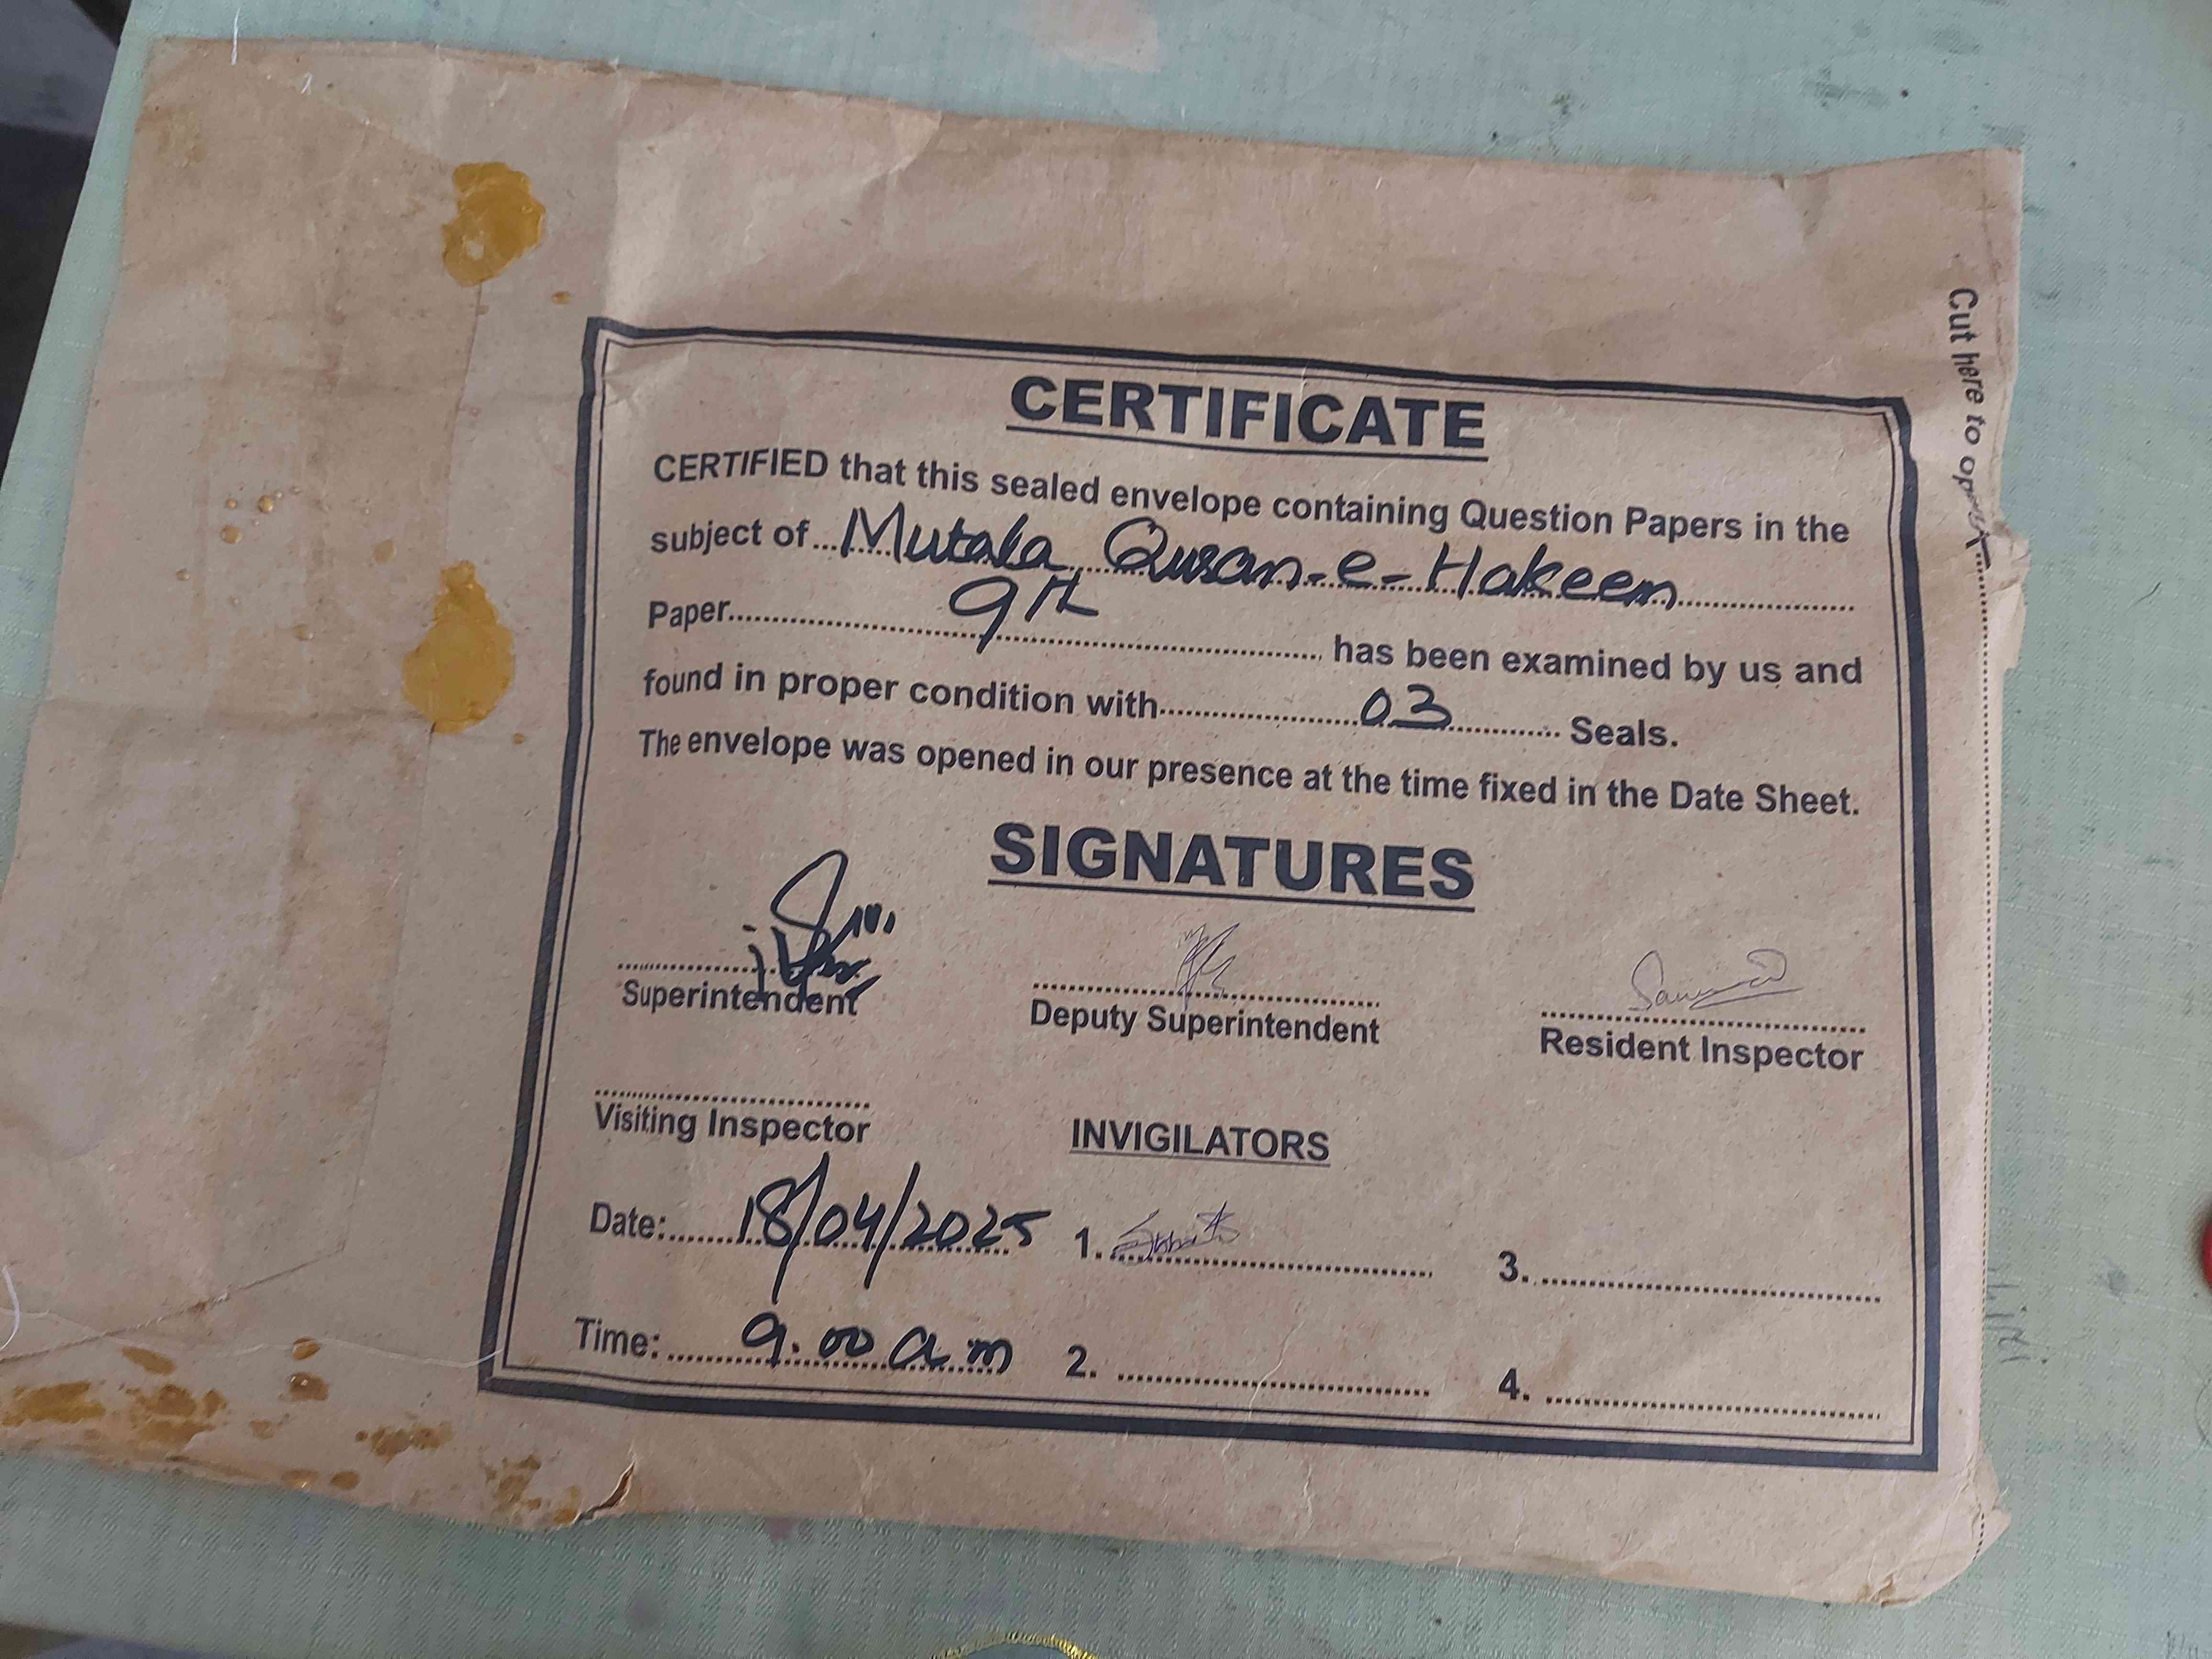 Cut here to open
CERTIFICATE
CERTIFIED that this sealed envelope containing Question Papers in the
subject of Mutala Quran-e-Hakeem
Paper 9th has been examined by us and
found in proper condition with 03 Seals.
The envelope was opened in our presence at the time fixed in the Date Sheet.
SIGNATURES
Superintendent Deputy Superintendent Resident Inspector
Visiting Inspector INVIGILATORS
Date: 18/04/2025 1. 3.
Time: 9.00 a.m 2. 4.